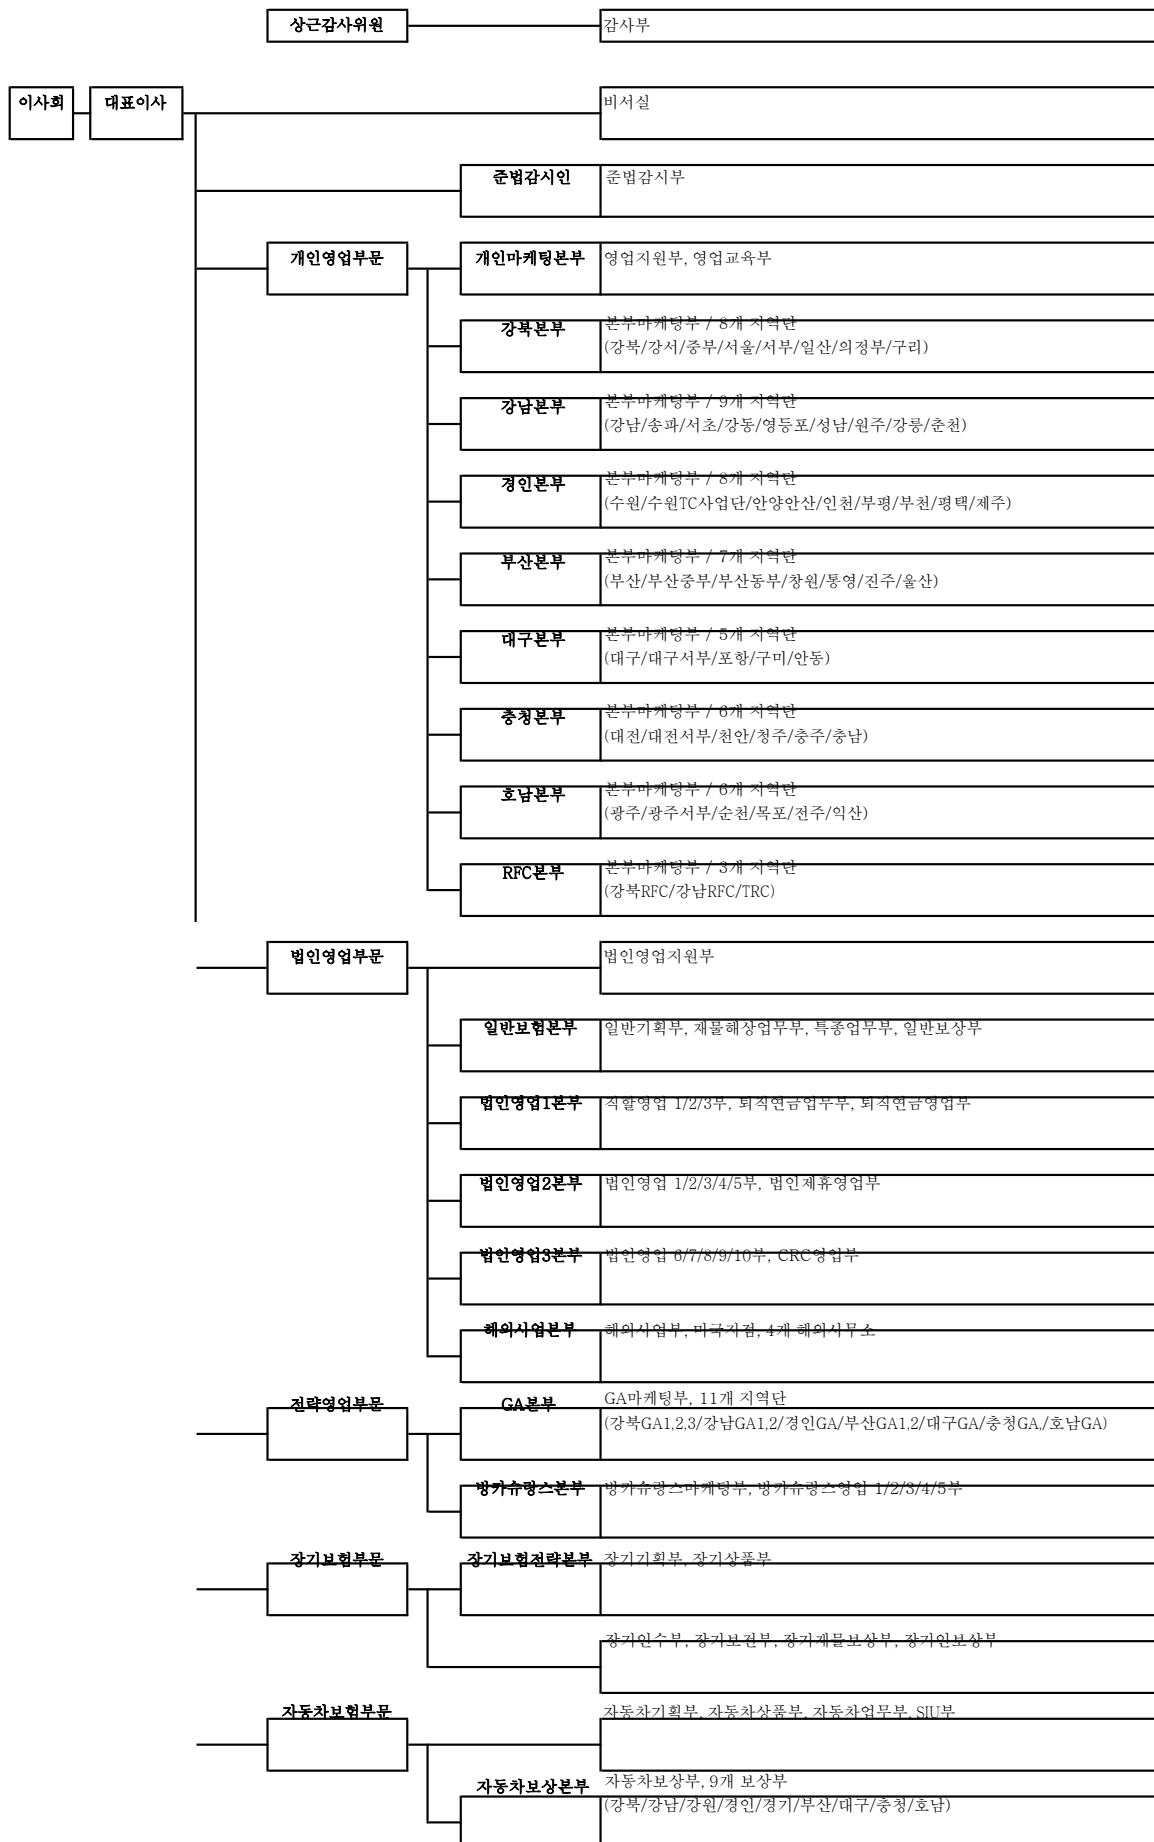 상근감사위원 감사부
이사회 대표이사 비서실
준법감시인 준법감시부
개인영업부문 개인마케팅본부 영업지원부, 영업교육부
강북본부 본부마케팅부 / 8개 지역단
(강북/강서/중부/서울/서부/일산/의정부/구리)
강남본부 본부마케팅부 / 9개 지역단
(강남/송파/서초/강동/영등포/성남/원주/강릉/춘천)
경인본부 본부마케팅부 / 8개 지역단
(수원/수원TC사업단/안양안산/인천/부평/부천/평택/제주)
부산본부 본부마케팅부 / 7개 지역단
(부산/부산중부/부산동부/창원/통영/진주/울산)
대구본부 본부마케팅부 / 5개 지역단
(대구/대구서부/포항/구미/안동)
충청본부 본부마케팅부 / 6개 지역단
(대전/대전서부/천안/청주/충주/충남)
호남본부 본부마케팅부 / 6개 지역단
(광주/광주서부/순천/목포/전주/익산)
RFC본부 본부마케팅부 / 3개 지역단
(강북RFC/강남RFC/TRC)
법인영업부문 법인영업지원부
일반보험본부 일반기획부, 재물해상업무부, 특종업무부, 일반보상부
법인영업1본부 직할영업 1/2/3부, 퇴직연금업무부, 퇴직연금영업부
법인영업2본부 법인영업 1/2/3/4/5부, 법인제휴영업부
법인영업3본부 법인영업 6/7/8/9/10부, CRC영업부
해외사업본부 해외사업부, 미국지점, 4개 해외사무소
전략영업부문 GA본부 GA마케팅부, 11개 지역단
(강북GA1,2,3/강남GA1,2/경인GA/부산GA1,2/대구GA/충청GA,/호남GA)
방카슈랑스본부 방카슈랑스마케팅부, 방카슈랑스영업 1/2/3/4/5부
장기보험부문 장기보험전략본부 장기기획부, 장기상품부
장기인수부, 장기보전부, 장기재물보상부, 장기인보상부
자동차보험부문 자동차기획부, 자동차상품부, 자동차업무부, SIU부
자동차보상본부 자동차보상부, 9개 보상부
(강북/강남/강원/경인/경기/부산/대구/충청/호남)